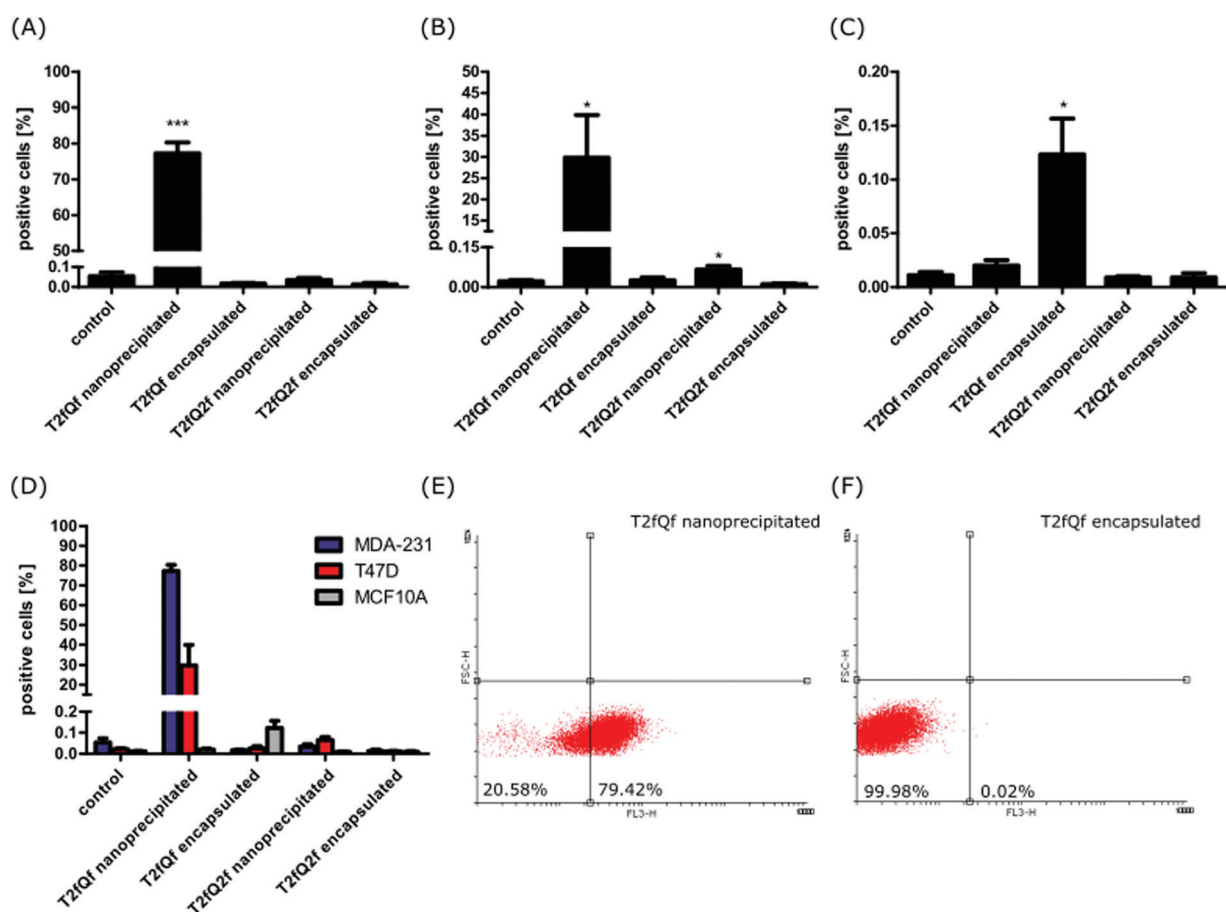 (A)
positive cells [%]
100
90
80
70
60
50
0.1
0.0
***
control
T2fQf nanoprecipitated
T2fQf encapsulated
T2fQ2f nanoprecipitated
T2fQ2f encapsulated
(B)
positive cells [%]
50
45
40
35
30
25
20
15
0.15
0.00
*
*
control
T2fQf nanoprecipitated
T2fQf encapsulated
T2fQ2f nanoprecipitated
T2fQ2f encapsulated
(C)
positive cells [%]
0.20
0.15
0.10
0.05
0.00
*
control
T2fQf nanoprecipitated
T2fQf encapsulated
T2fQ2f nanoprecipitated
T2fQ2f encapsulated
(D)
positive cells [%]
100
90
80
70
60
50
40
30
20
10
0.2
0.1
0.0
MDA-231
T47D
MCF10A
control
T2fQf nanoprecipitated
T2fQf encapsulated
T2fQ2f nanoprecipitated
T2fQ2f encapsulated
(E)
T2fQf nanoprecipitated
FSC-H
20.58%
79.42%
FL3-H
(F)
T2fQf encapsulated
FSC-H
99.98%
0.02%
FL3-H